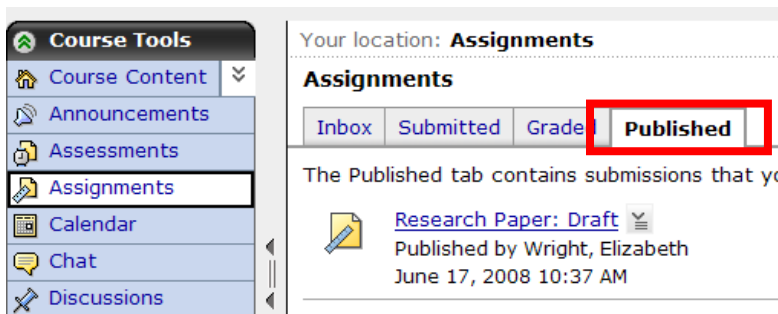 Course Tools
Course Content
Announcements
Assessments
Assignments
Calendar
Chat
Discussions
Your location: Assignments
Assignments
Inbox Submitted Graded Published
The Published tab contains submissions that
Research Paper: Draft
Published by Wright, Elizabeth
June 17, 2008 10:37 AM